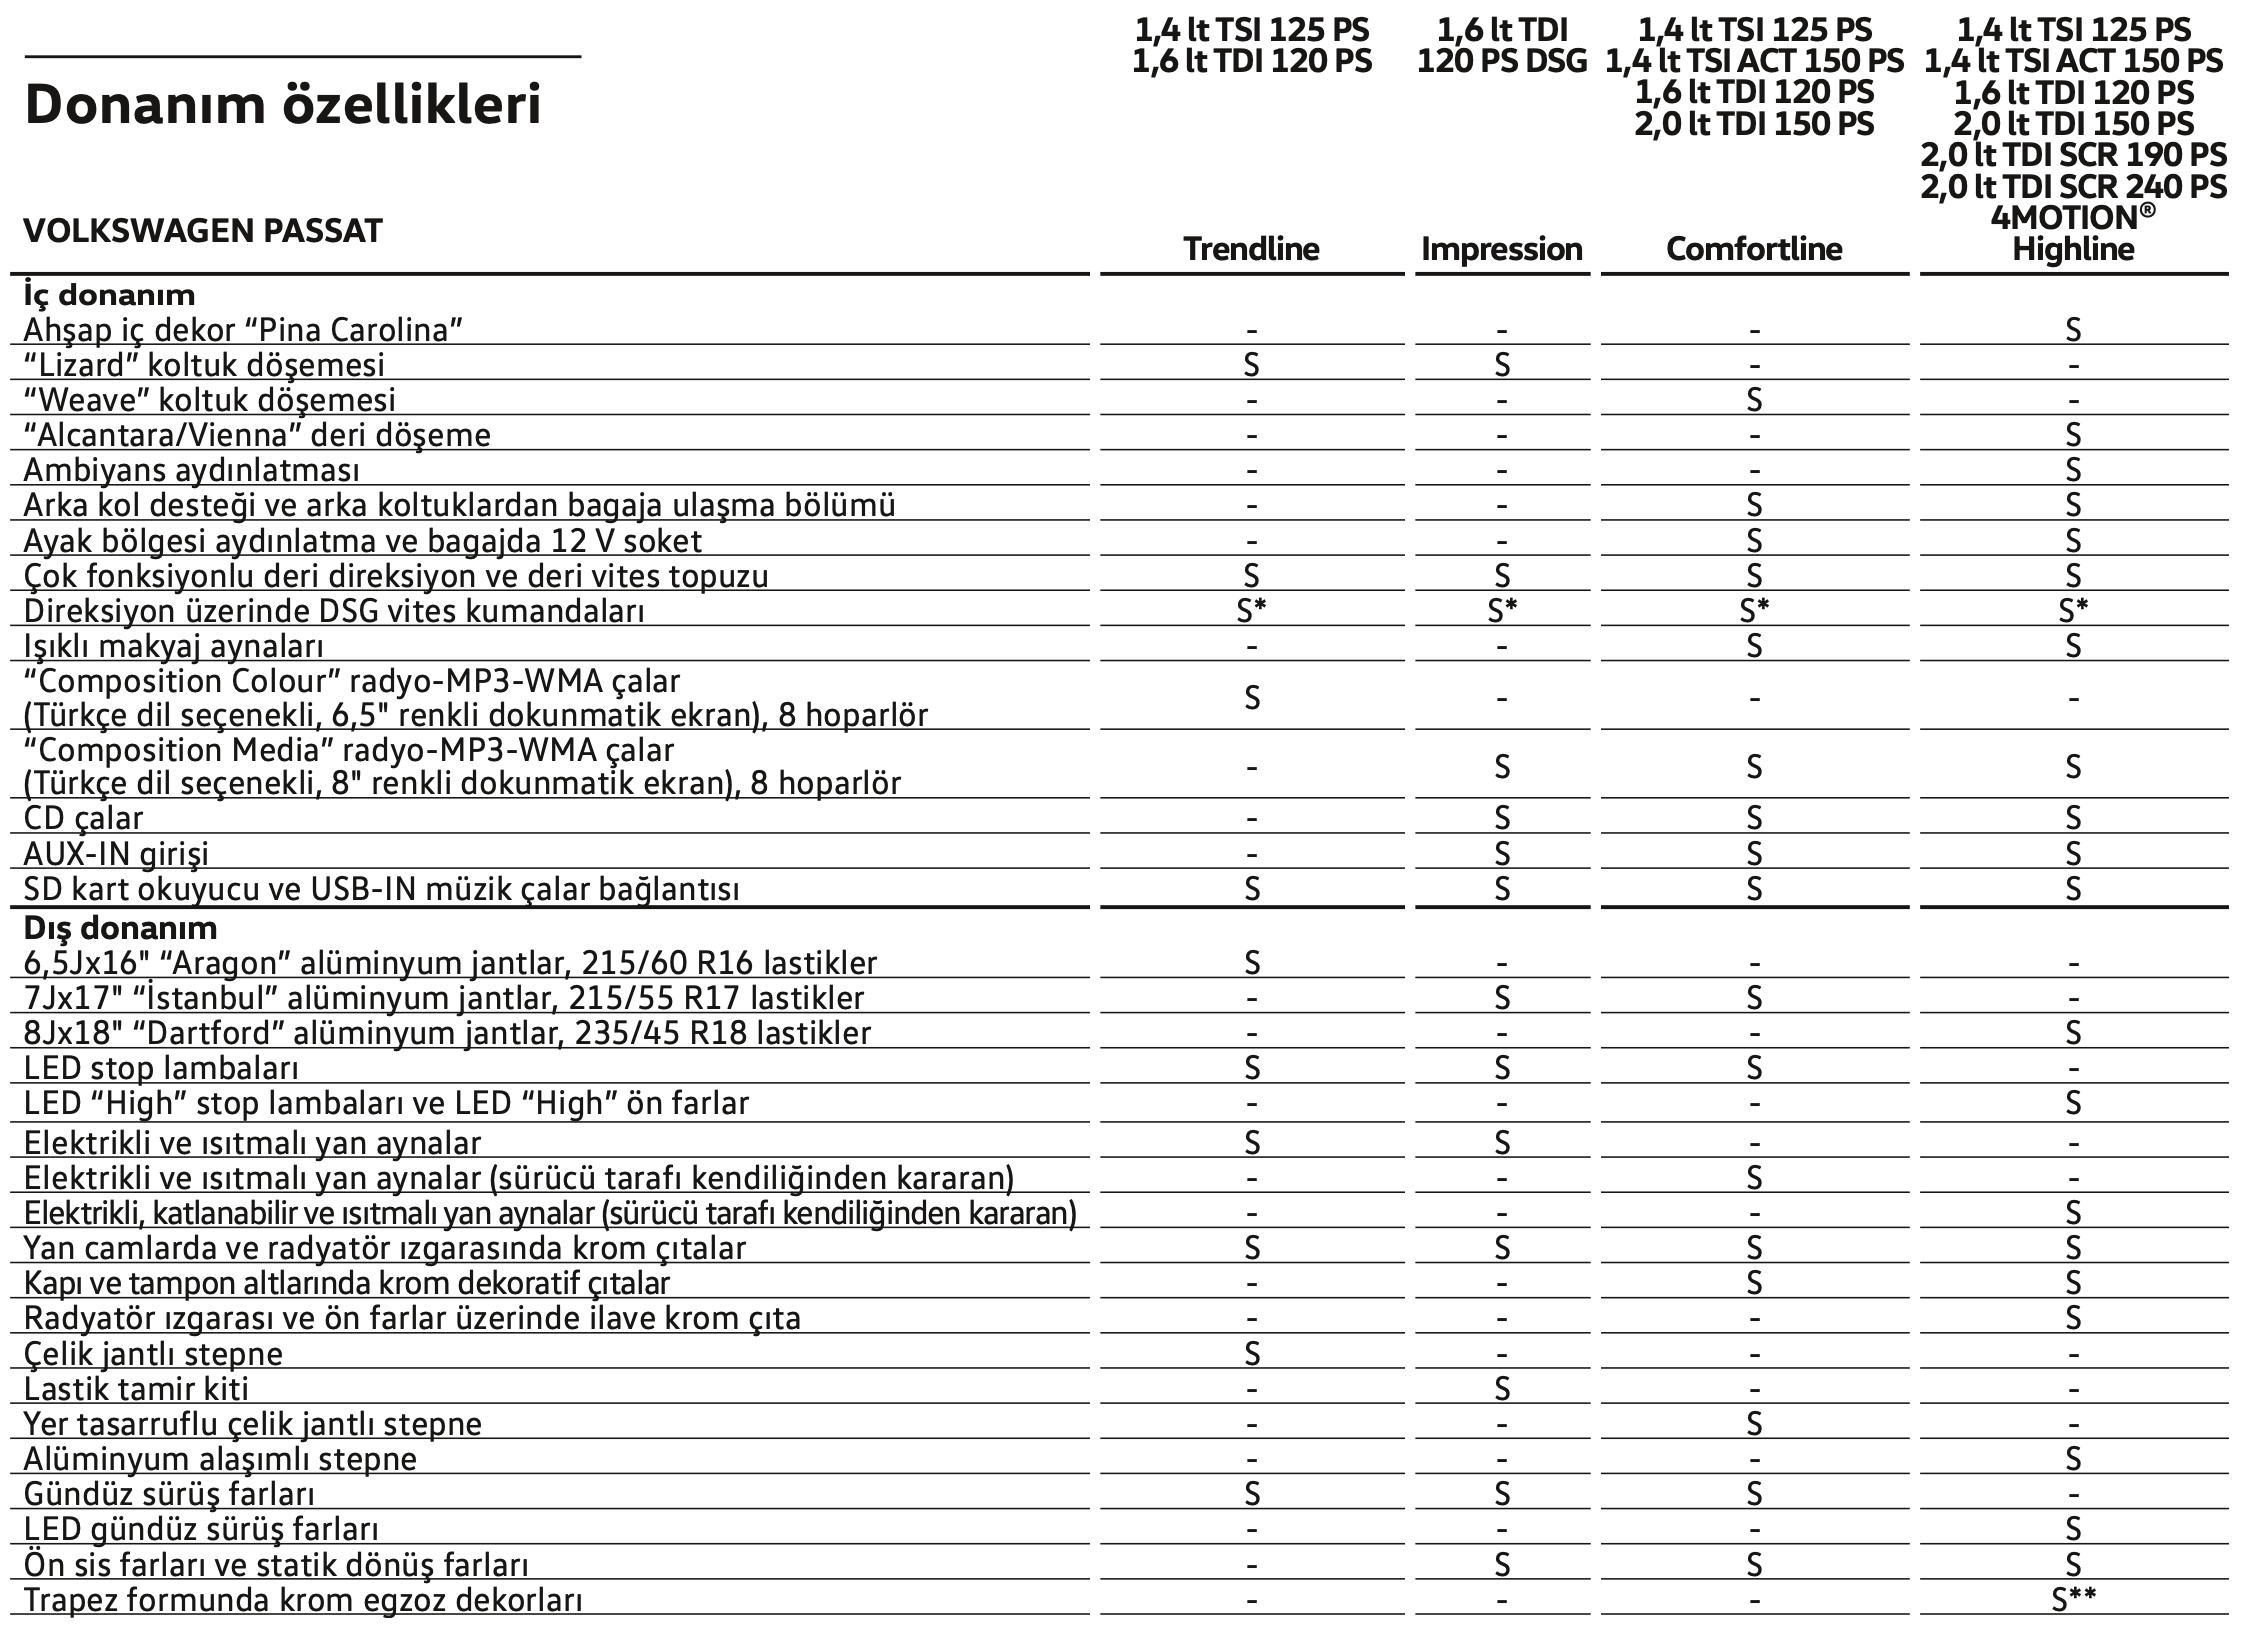 1,4 lt TSI 125 PS 1,6 lt TDI 1,4 lt TSI 125 PS 1,4 lt TSI 125 PS
1,6 lt TDI 120 PS 120 PS DSG 1,4 lt TSI ACT 150 PS 1,4 lt TSI ACT 150 PS
1,6 lt TDI 120 PS 1,6 lt TDI 120 PS
Donanım özellikleri 2,0 lt TDI 150 PS 2,0 lt TDI 150 PS
2,0 lt TDI SCR 190 PS
2,0 lt TDI SCR 240 PS
4MOTION®
VOLKSWAGEN PASSAT Trendline Impression Comfortline Highline
İç donanım
Ahşap iç dekor “Pina Carolina” - - - S
“Lizard” koltuk döşemesi S S - -
“Weave” koltuk döşemesi - - S -
“Alcantara/Vienna” deri döşeme - - - S
Ambiyans aydınlatması - - - S
Arka kol desteği ve arka koltuklardan bagaja ulaşma bölümü - - S S
Ayak bölgesi aydınlatma ve bagajda 12 V soket - - S S
Çok fonksiyonlu deri direksiyon ve deri vites topuzu S S S S
Direksiyon üzerinde DSG vites kumandaları S* S* S* S*
Işıklı makyaj aynaları - - S S
“Composition Colour” radyo-MP3-WMA çalar
(Türkçe dil seçenekli, 6,5" renkli dokunmatik ekran), 8 hoparlör S - - -
“Composition Media” radyo-MP3-WMA çalar
(Türkçe dil seçenekli, 8" renkli dokunmatik ekran), 8 hoparlör - S S S
CD çalar - S S S
AUX-IN girişi - S S S
SD kart okuyucu ve USB-IN müzik çalar bağlantısı S S S S
Dış donanım
6,5Jx16" “Aragon” alüminyum jantlar, 215/60 R16 lastikler S - - -
7Jx17" “İstanbul” alüminyum jantlar, 215/55 R17 lastikler - S S -
8Jx18" “Dartford” alüminyum jantlar, 235/45 R18 lastikler - - - S
LED stop lambaları S S S -
LED “High” stop lambaları ve LED “High” ön farlar - - - S
Elektrikli ve ısıtmalı yan aynalar S S - -
Elektrikli ve ısıtmalı yan aynalar (sürücü tarafı kendiliğinden kararan) - - S -
Elektrikli, katlanabilir ve ısıtmalı yan aynalar (sürücü tarafı kendiliğinden kararan) - - - S
Yan camlarda ve radyatör ızgarasında krom çıtalar S S S S
Kapı ve tampon altlarında krom dekoratif çıtalar - - S S
Radyatör ızgarası ve ön farlar üzerinde ilave krom çıta - - - S
Çelik jantlı stepne S - - -
Lastik tamir kiti - S - -
Yer tasarruflu çelik jantlı stepne - - S -
Alüminyum alaşımlı stepne - - - S
Gündüz sürüş farları S S S -
LED gündüz sürüş farları - - - S
Ön sis farları ve statik dönüş farları - S S S
Trapez formunda krom egzoz dekorları - - - S**